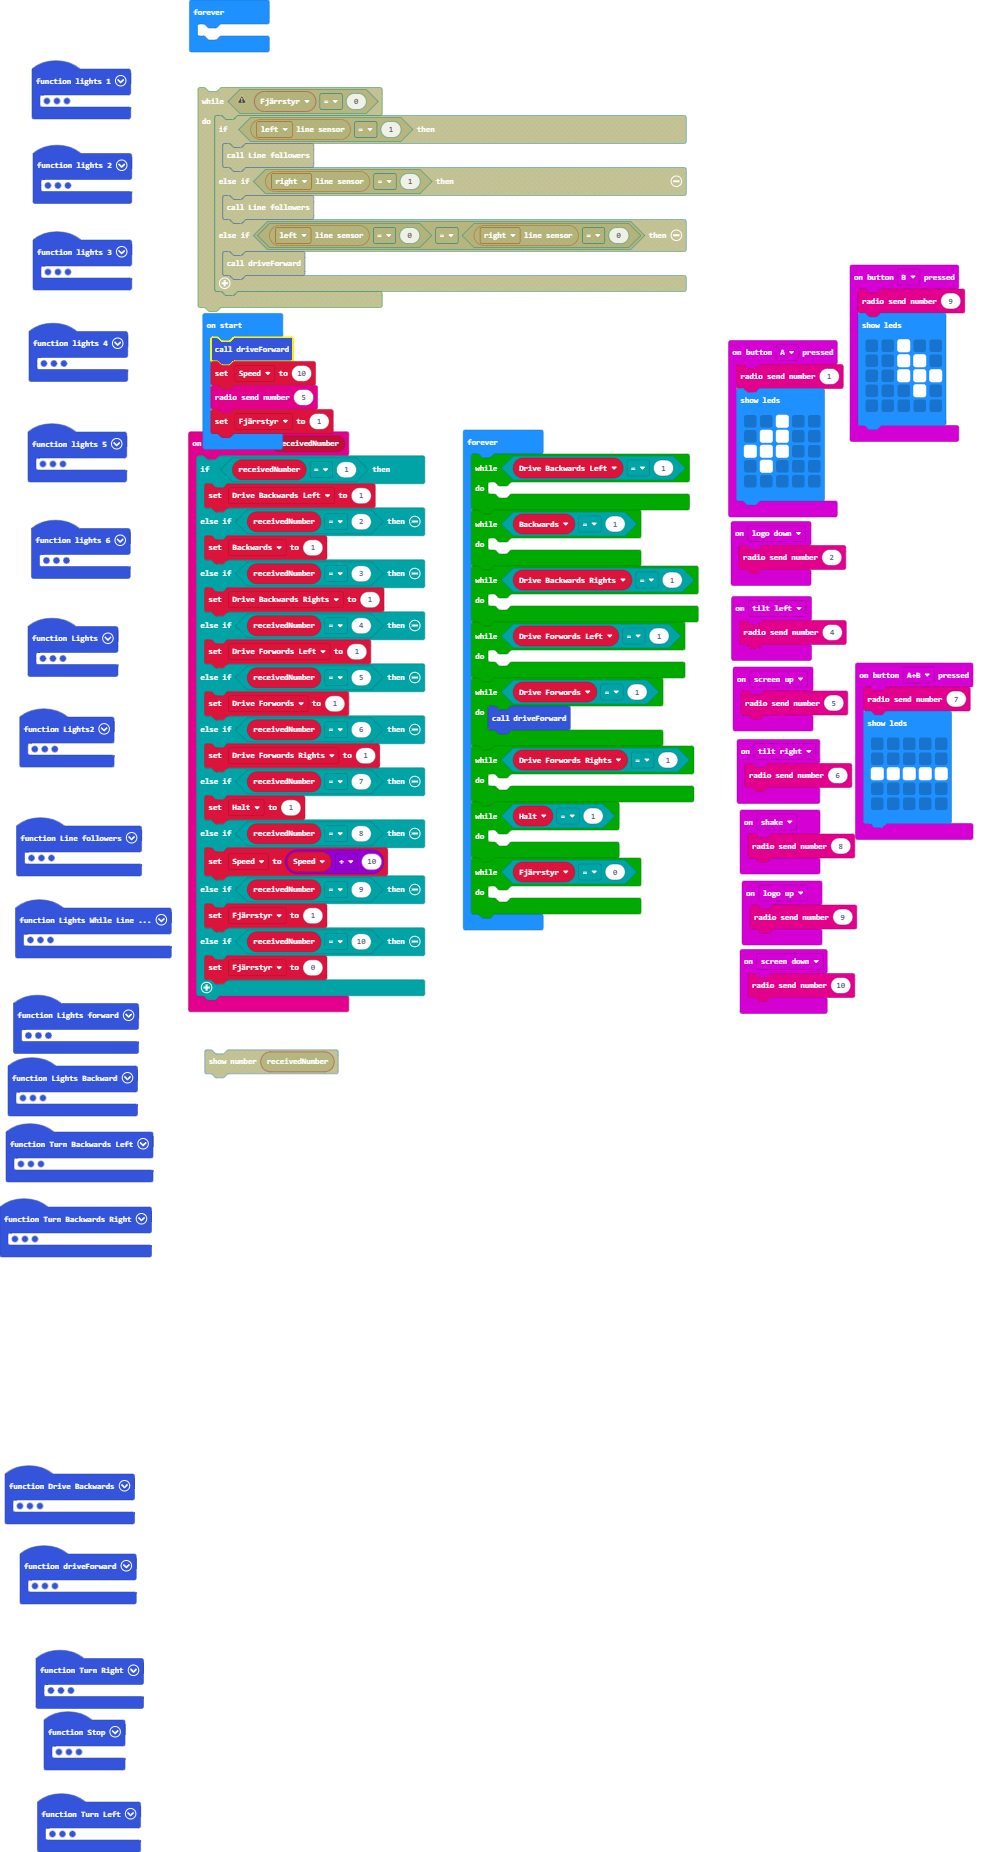 forever
function lights 1
function lights 2
function lights 3
function lights 4
function lights 5
function lights 6
function Lights
function Lights2
function Line followers
function Lights While Line ...
function Lights forward
function Lights Backward
function Turn Backwards Left
function Turn Backwards Right
function Drive Backwards
function driveForward
function Turn Right
function Stop
function Turn Left
while Fjärrstyr = 0
do
if left line sensor = 1 then
call Line followers
else if right line sensor = 1 then
call Line followers
else if left line sensor = 0 = right line sensor = 0 then
call driveForward
on start
call driveForward
set Speed to 10
radio send number 5
set Fjärrstyr to 1
on eceivedNumber
if receivedNumber = 1 then
set Drive Backwards Left to 1
else if receivedNumber = 2 then
set Backwards to 1
else if receivedNumber = 3 then
set Drive Backwards Rights to 1
else if receivedNumber = 4 then
set Drive Forwords Left to 1
else if receivedNumber = 5 then
set Drive Forwords to 1
else if receivedNumber = 6 then
set Drive Forwords Rights to 1
else if receivedNumber = 7 then
set Halt to 1
else if receivedNumber = 8 then
set Speed to Speed ÷ 10
else if receivedNumber = 9 then
set Fjärrstyr to 1
else if receivedNumber = 10 then
set Fjärrstyr to 0
show number receivedNumber
forever
while Drive Backwards Left = 1
do
while Backwards = 1
do
while Drive Backwards Rights = 1
do
while Drive Forwords Left = 1
do
while Drive Forwords = 1
do call driveForward
while Drive Forwords Rights = 1
do
while Halt = 1
do
while Fjärrstyr = 0
do
on button B pressed
radio send number 9
show leds
on button A pressed
radio send number 1
show leds
on logo down
radio send number 2
on tilt left
radio send number 4
on screen up
radio send number 5
on button A+B pressed
radio send number 7
show leds
on tilt right
radio send number 6
on shake
radio send number 8
on logo up
radio send number 9
on screen down
radio send number 10